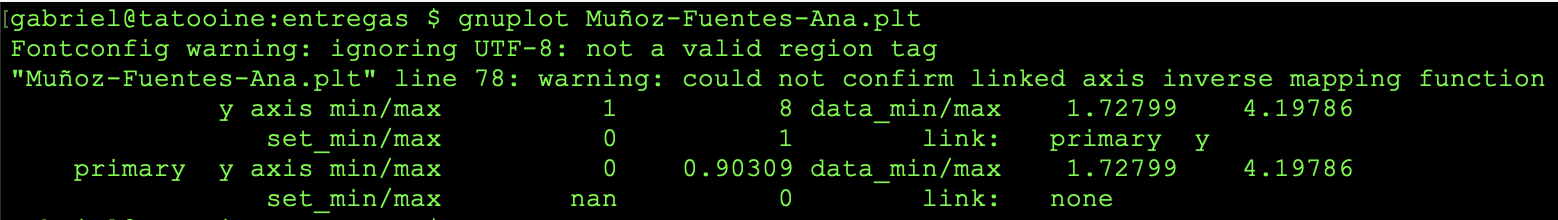 [gabriel@tatooine:entregas $ gnuplot Muñoz-Fuentes-Ana.plt
Fontconfig warning: ignoring UTF-8: not a valid region tag
"Muñoz-Fuentes-Ana.plt" line 78: warning: could not confirm linked axis inverse mapping function
y axis min/max 1 8 data_min/max 1.72799 4.19786
set_min/max 0 1 link: primary y
primary y axis min/max 0 0.90309 data_min/max 1.72799 4.19786
set_min/max nan 0 link: none